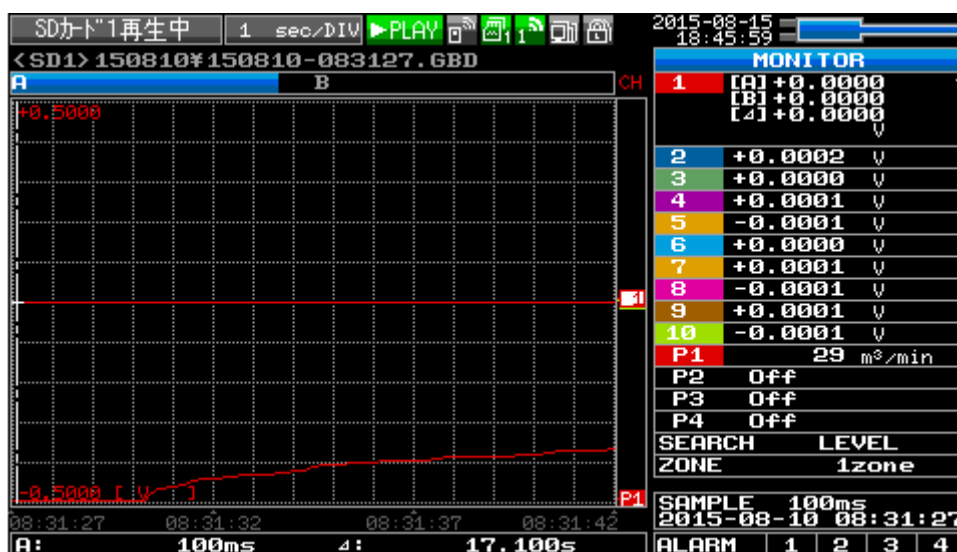 SDカード1再生中 1 sec/DIV ►PLAY 1
2015-08-15
18:45:59
<SD1> 150810¥150810-083127.GBD
A B CH
+0.5000
-0.5000 [ V ]
1
P1
08:31:27 08:31:32 08:31:37 08:31:42
A: 100ms ⊿: 17.100s
MONITOR
1 [A]+0.0000
[B]+0.0000
[⊿]+0.0000
V
2 +0.0002 V
3 +0.0000 V
4 +0.0001 V
5 -0.0001 V
6 +0.0000 V
7 +0.0001 V
8 -0.0001 V
9 +0.0001 V
10 -0.0001 V
P1 29 m³/min
P2 Off
P3 Off
P4 Off
SEARCH LEVEL
ZONE 1zone
SAMPLE 100ms
2015-08-10 08:31:27
ALARM 1 2 3 4